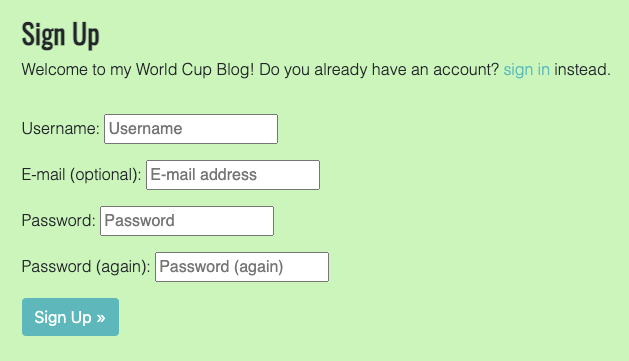 Sign Up
Welcome to my World Cup Blog! Do you already have an account? sign in instead.
Username: Username
E-mail (optional): E-mail address
Password: Password
Password (again): Password (again)
Sign Up »